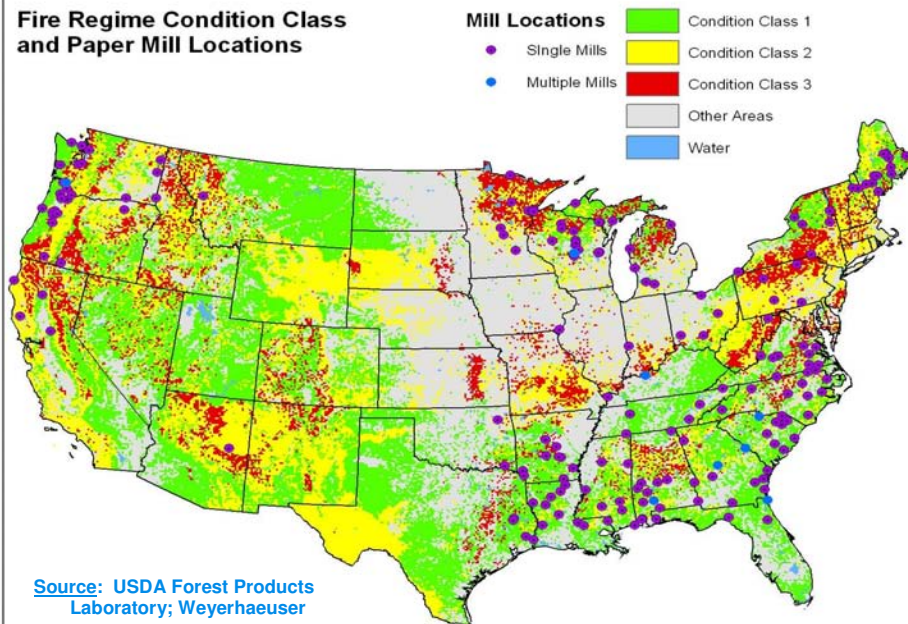 Fire Regime Condition Class
and Paper Mill Locations
Mill Locations
SIngle Mills
Multiple Mills
Condition Class 1
Condition Class 2
Condition Class 3
Other Areas
Water
Source: USDA Forest Products
Laboratory; Weyerhaeuser